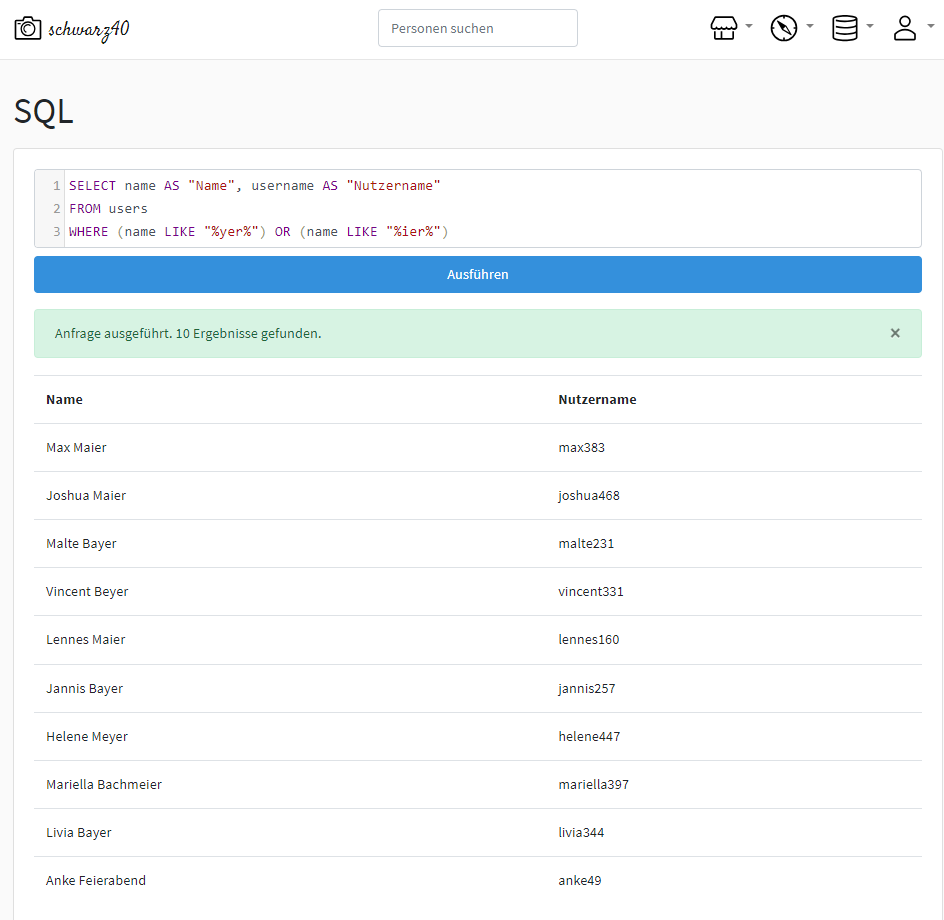 schwarz40
Personen suchen
SQL
1 SELECT name AS "Name", username AS "Nutzername"
2 FROM users
3 WHERE (name LIKE "%yer%") OR (name LIKE "%ier%")
Ausführen
Anfrage ausgeführt. 10 Ergebnisse gefunden. ×
Name Nutzername
Max Maier max383
Joshua Maier joshua468
Malte Bayer malte231
Vincent Beyer vincent331
Lennes Maier lennes160
Jannis Bayer jannis257
Helene Meyer helene447
Mariella Bachmeier mariella397
Livia Bayer livia344
Anke Feierabend anke49